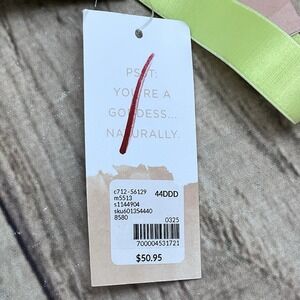 PSST:
YOU'RE A
GODDESS...
NATURALLY.
c712-56129
44DDD
m5513
s1144904
sku601354440
8580
0325
700004531721
$50.95